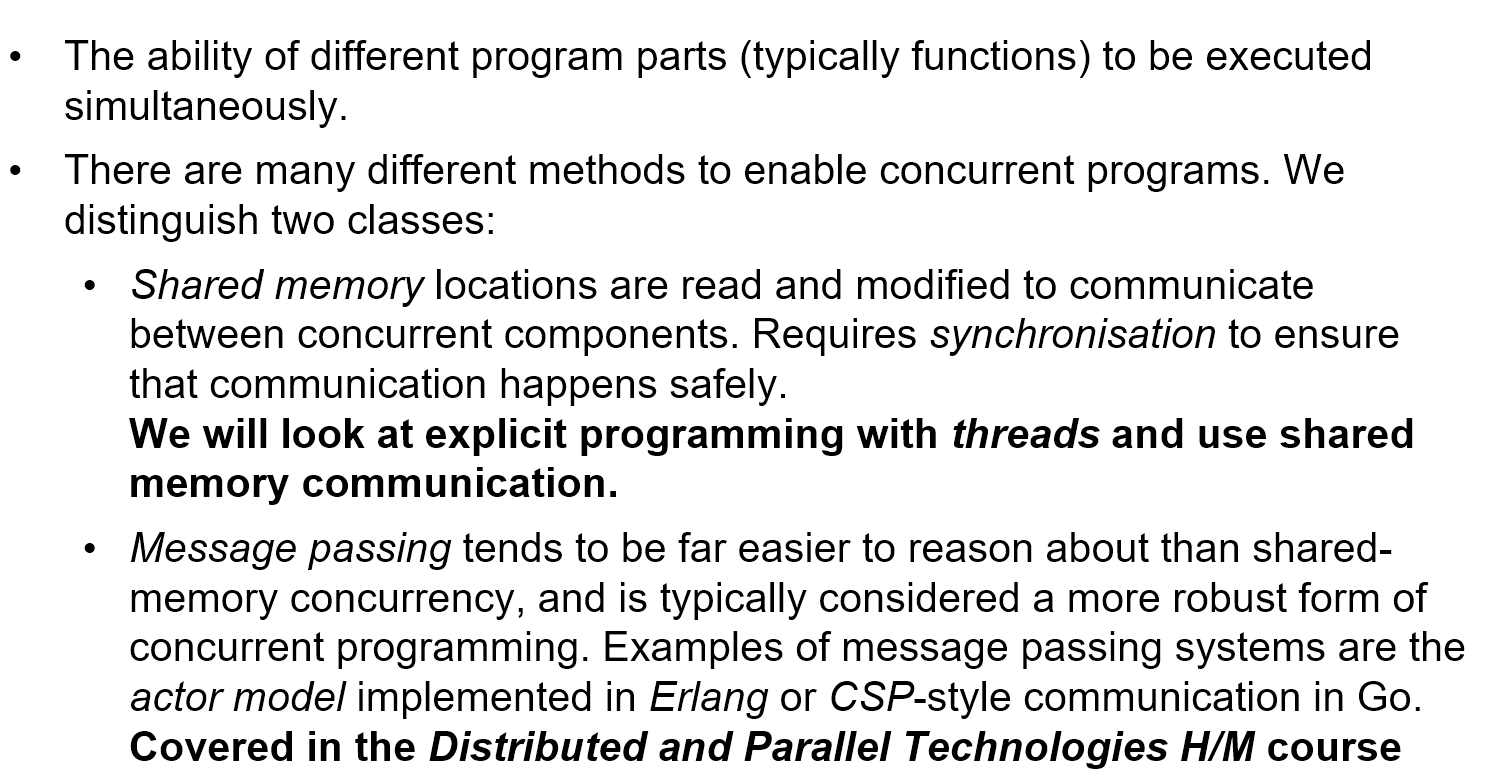 • The ability of different program parts (typically functions) to be executed
simultaneously.
• There are many different methods to enable concurrent programs. We
distinguish two classes:
• Shared memory locations are read and modified to communicate
between concurrent components. Requires synchronisation to ensure
that communication happens safely.
We will look at explicit programming with threads and use shared
memory communication.
• Message passing tends to be far easier to reason about than shared-
memory concurrency, and is typically considered a more robust form of
concurrent programming. Examples of message passing systems are the
actor model implemented in Erlang or CSP-style communication in Go.
Covered in the Distributed and Parallel Technologies H/M course